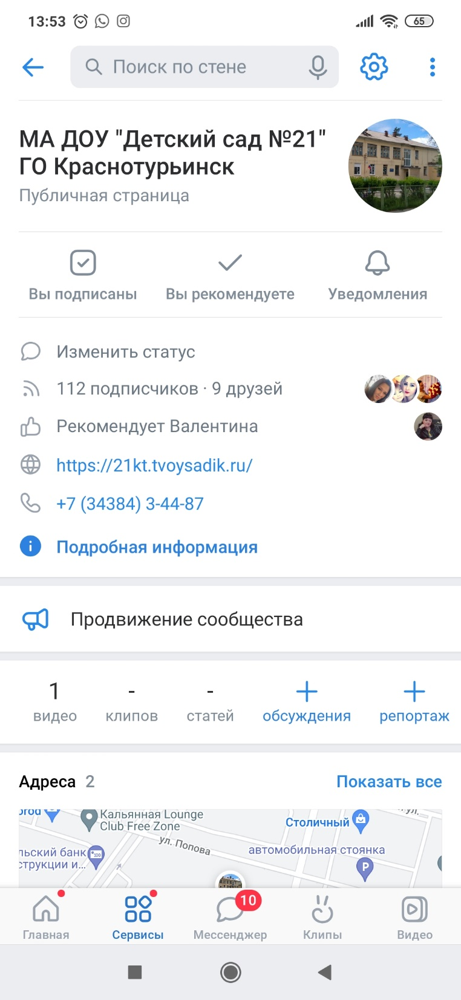 13:53
65
Поиск по стене
МА ДОУ "Детский сад №21"
ГО Краснотурьинск
Публичная страница
Вы подписаны
Вы рекомендуете
Уведомления
Изменить статус
112 подписчиков · 9 друзей
Рекомендует Валентина
https://21kt.tvoysadik.ru/
+7 (34384) 3-44-87
Подробная информация
Продвижение сообщества
1 - -
видео клипов статей обсуждения репортаж
Адреса 2
Показать все
Кальянная Lounge
Club Free Zone
Столичный
ул. Попова
автомобильная стоянка
банк
P
10
Главная
Сервисы
Мессенджер
Клипы
Видео